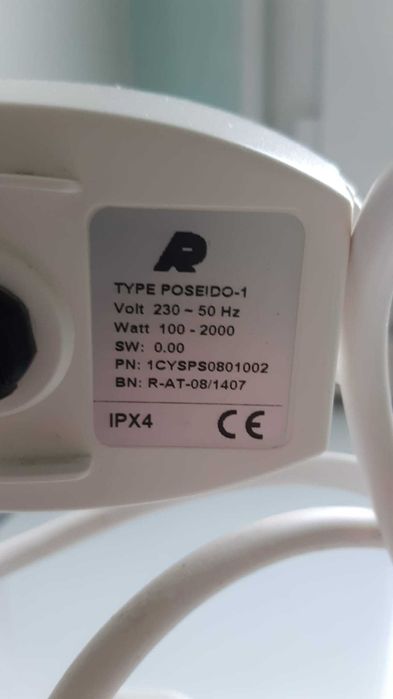 R
TYPE POSEIDO-1
Volt 230 ~ 50 Hz
Watt 100 - 2000
SW: 0.00
PN: 1CYSPS0801002
BN: R-AT-08/1407
IPX4 CE